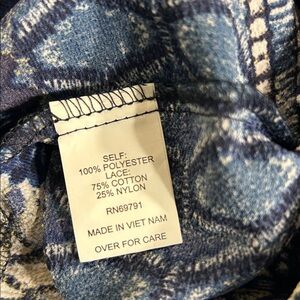 SELF:
100% POLYESTER
LACE:
75% COTTON
25% NYLON
RN69791
MADE IN VIET NAM
OVER FOR CARE